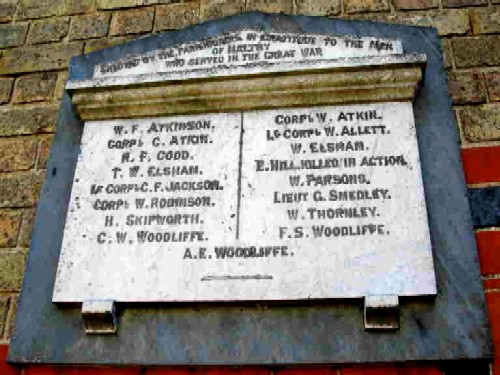 ERECTED BY THE PARISHIONERS IN GRATITUDE TO THE MEN
OF MALTBY
WHO SERVED IN THE GREAT WAR
W. F. ATKINSON.
CORPL C. ATKIN.
H. F. CODD.
T. W. ELSHAM.
LCE CORPL C. F. JACKSON.
CORPL W. ROBINSON.
H. SKIPWORTH.
C. W. WOODLIFFE.
CORPL W. ATKIN.
LCE CORPL W. ALLETT.
W. ELSHAM.
E. HILL, KILLED IN ACTION.
W. PARSONS.
LIEUT G. SMEDLEY.
W. THORNLEY.
F. S. WOODLIFFE.
A. E. WOODLIFFE.